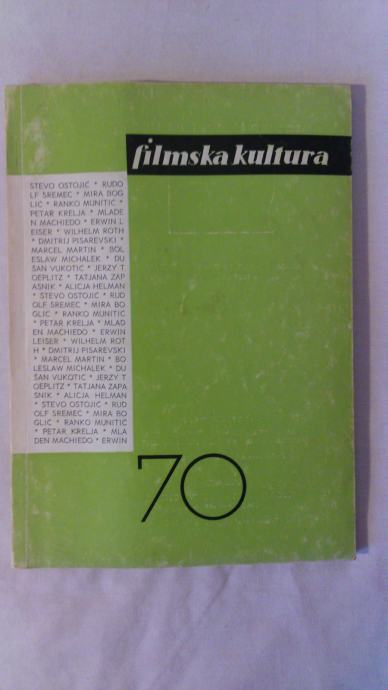 filmska kultura
STEVO OSTOJIĆ * RUDO
LF SREMEC * MIRA BOG
LIĆ * RANKO MUNITIĆ *
PETAR KRELJA * MLADE
N MACHIEDO * ERWIN L
EISER * WILHELM ROTH
* DMITRIJ PISAREVSKI *
MARCEL MARTIN * BOL
ESLAW MICHALEK * DU
ŠAN VUKOTIĆ * JERZY T
OEPLITZ * TATJANA ZAP
ASNIK * ALICJA HELMAN
* STEVO OSTOJIĆ * RUD
OLF SREMEC * MIRA BO
GLIĆ * RANKO MUNITIĆ
* PETAR KRELJA * MLAD
EN MACHIEDO * ERWIN
LEISER * WILHELM ROT
H * DMITRIJ PISAREVSKI
* MARCEL MARTIN * BO
LESLAW MICHALEK * DU
ŠAN VUKOTIĆ * JERZY T
OEPLITZ * TATJANA ZAPA
SNIK * ALICJA HELMAN
* STEVO OSTOJIĆ * RUD
OLF SREMEC * MIRA BO
GLIĆ * RANKO MUNITIĆ
* PETAR KRELJA * MLA
DEN MACHIEDO * ERWIN
70